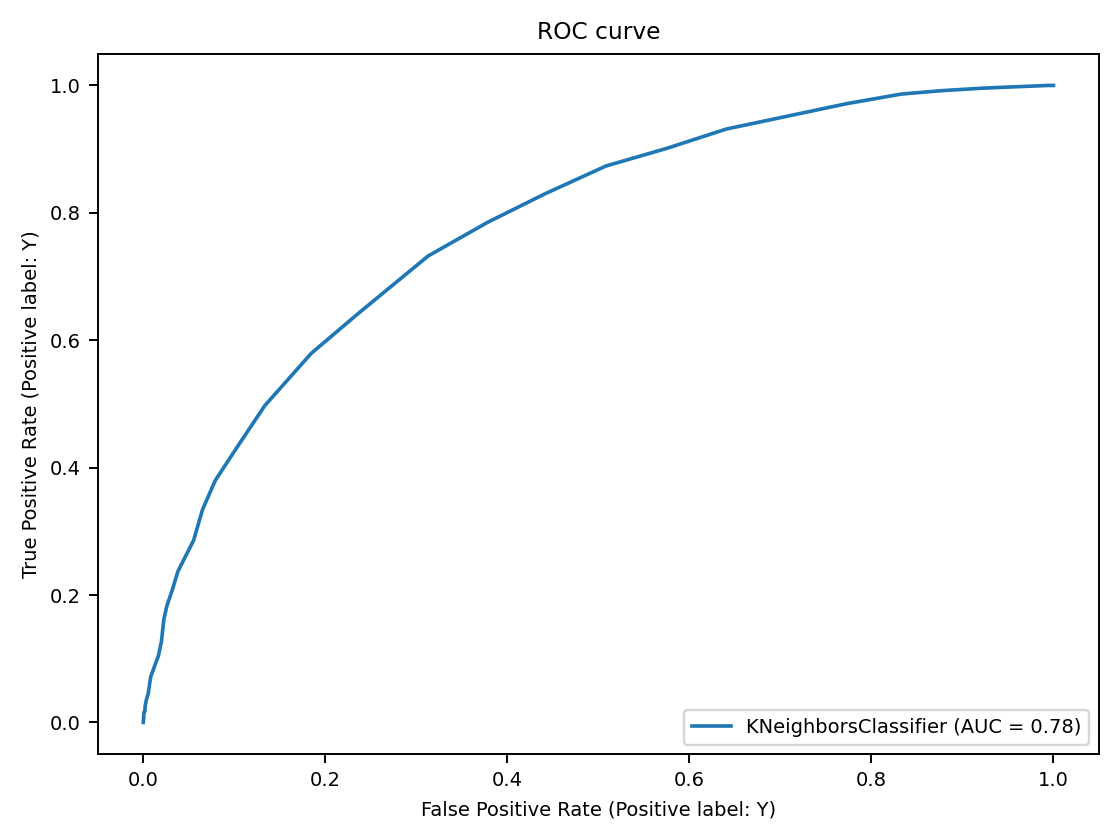 ROC curve
True Positive Rate (Positive label: Y)
1.0
0.8
0.6
0.4
0.2
0.0
KNeighborsClassifier (AUC = 0.78)
0.0 0.2 0.4 0.6 0.8 1.0
False Positive Rate (Positive label: Y)